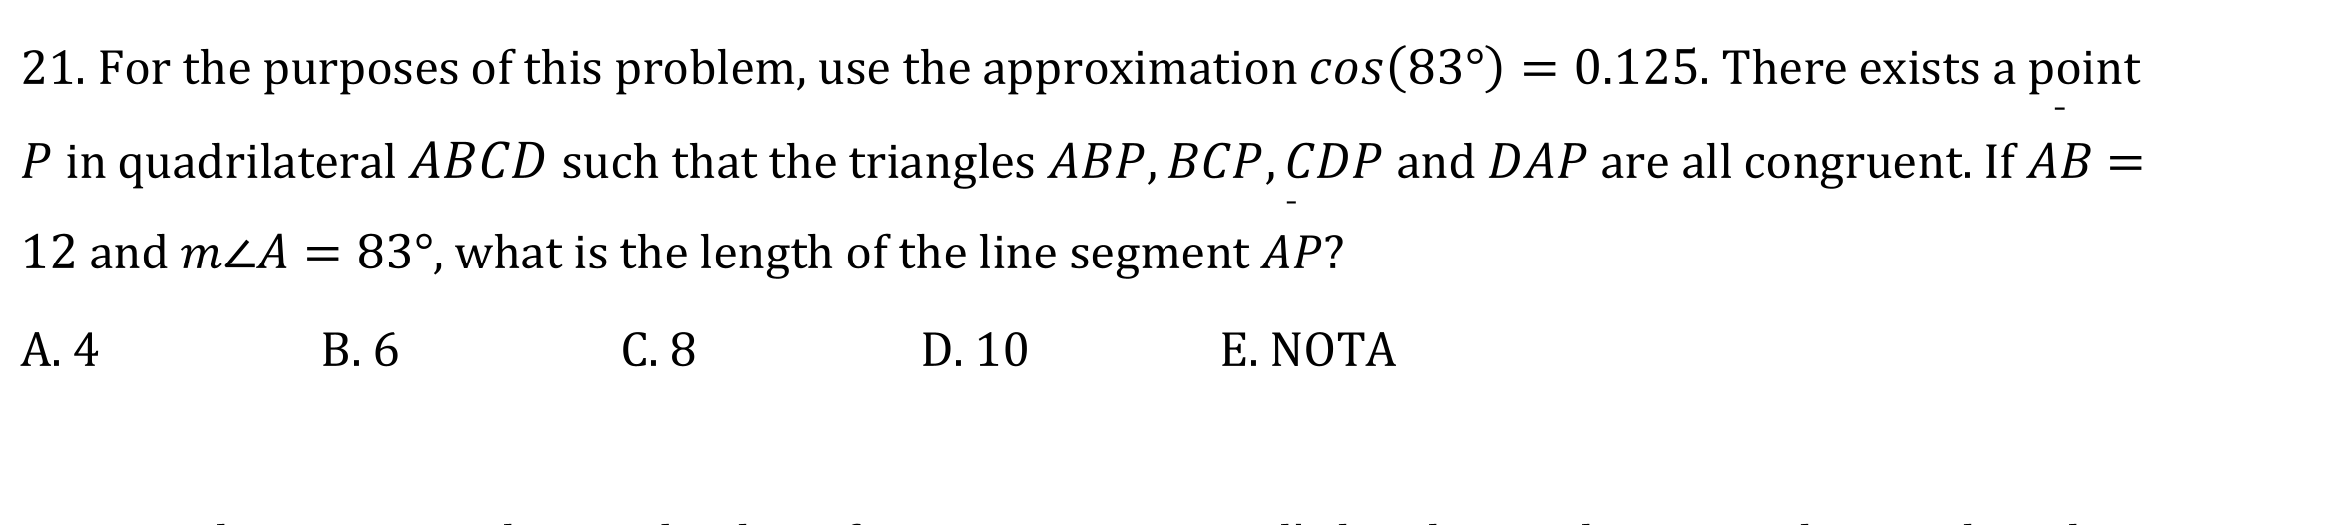 21. For the purposes of this problem, use the approximation cos(83°) = 0.125. There exists a point
P in quadrilateral ABCD such that the triangles ABP, BCP, CDP and DAP are all congruent. If AB =
12 and m∠A = 83°, what is the length of the line segment AP?
A. 4 B. 6 C. 8 D. 10 E. NOTA